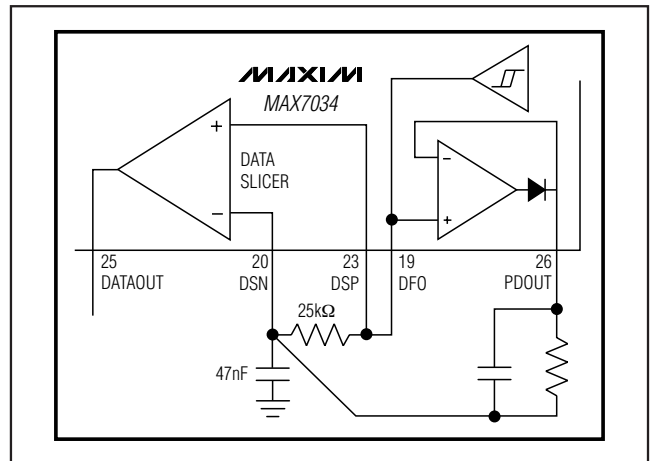 MAXIM
MAX7034
DATA
SLICER
+
−
−
+
25
DATAOUT
20
DSN
23
DSP
19
DFO
26
PDOUT
25kΩ
47nF